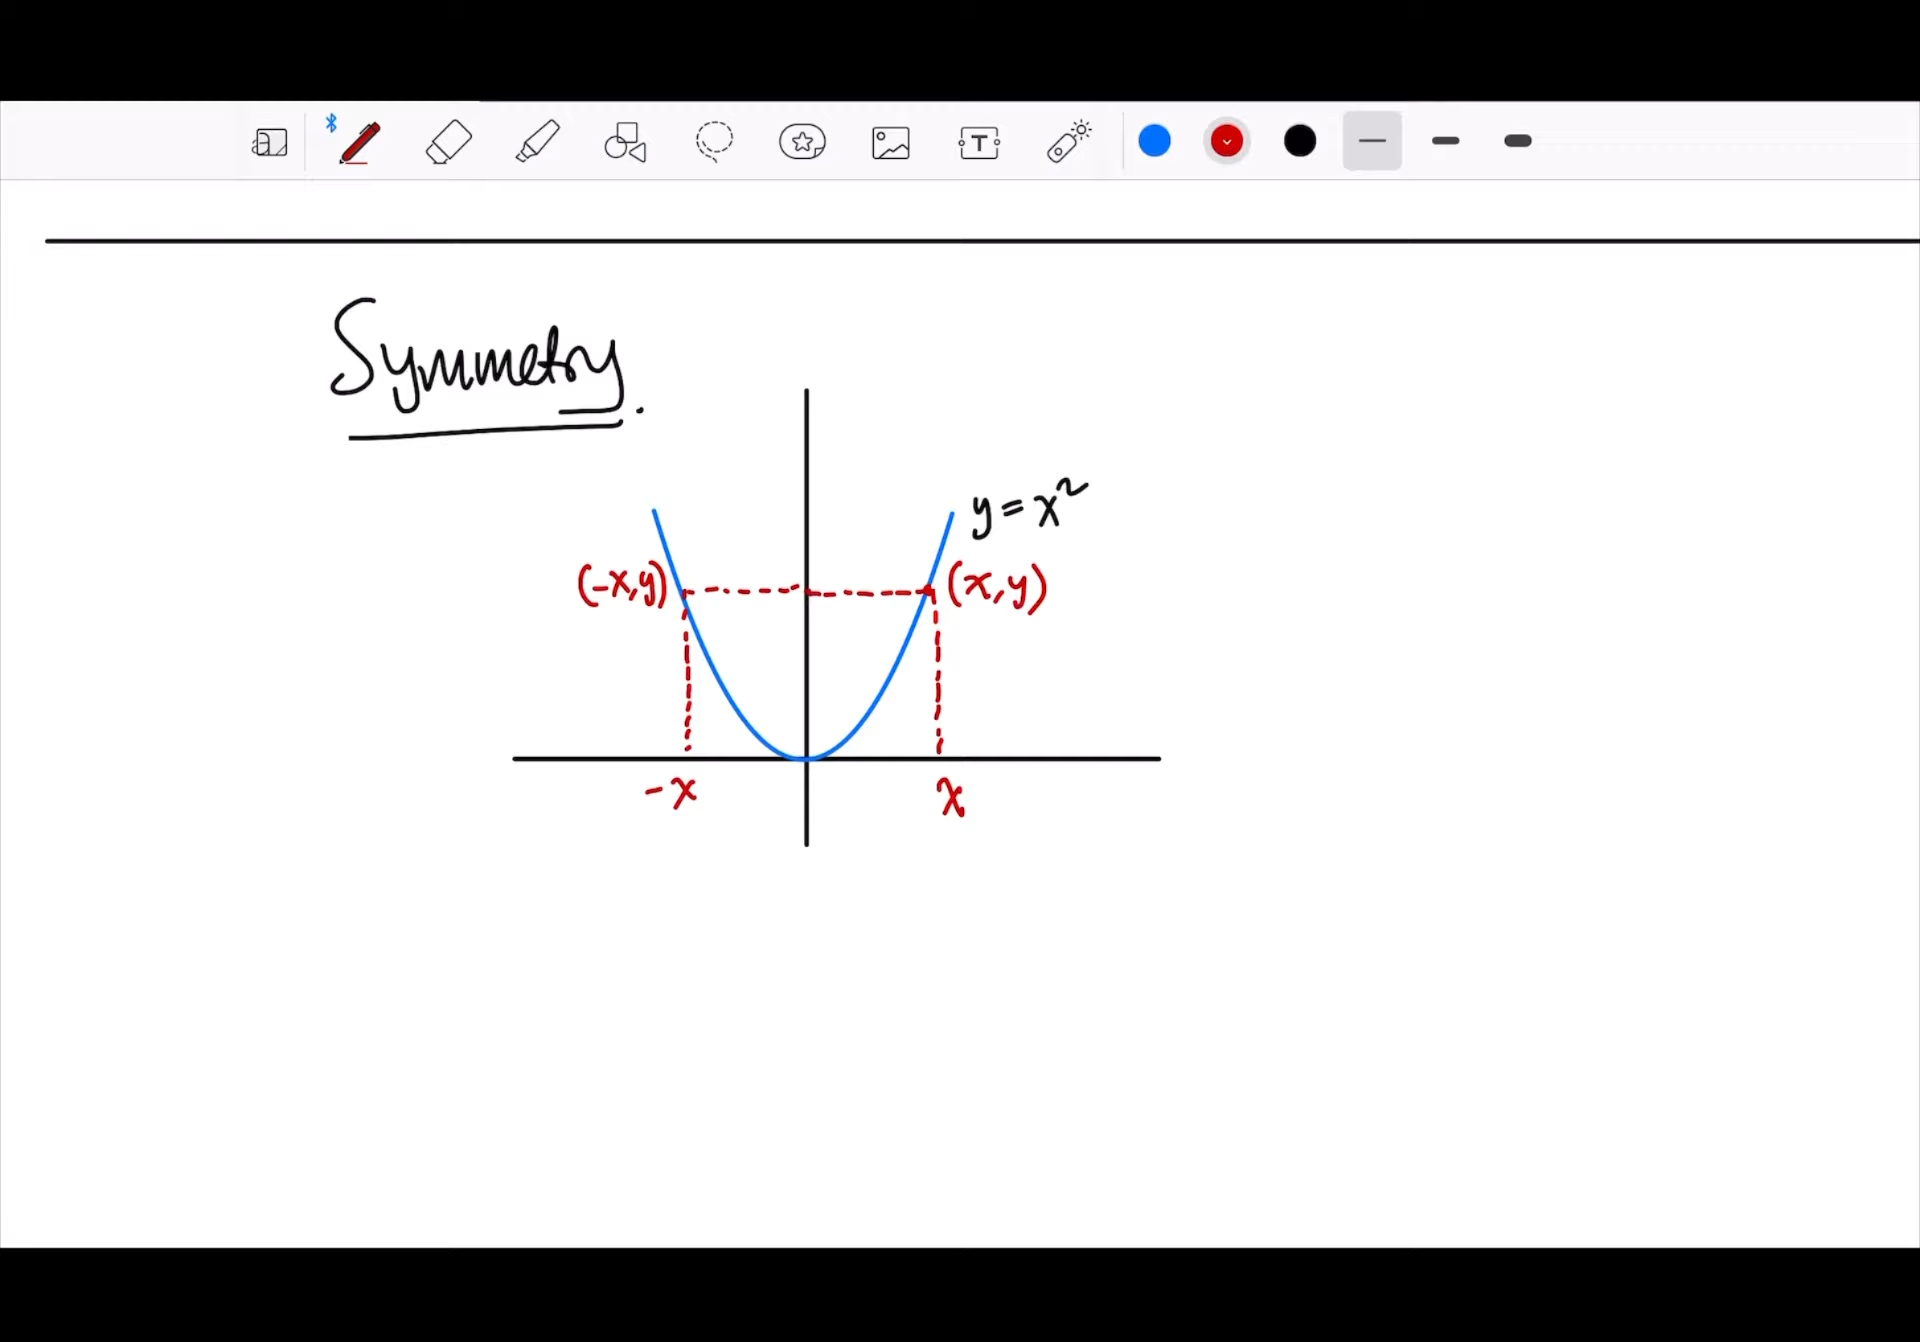 Symmetry.
y = x²
(-x, y)
(x, y)
-x
x